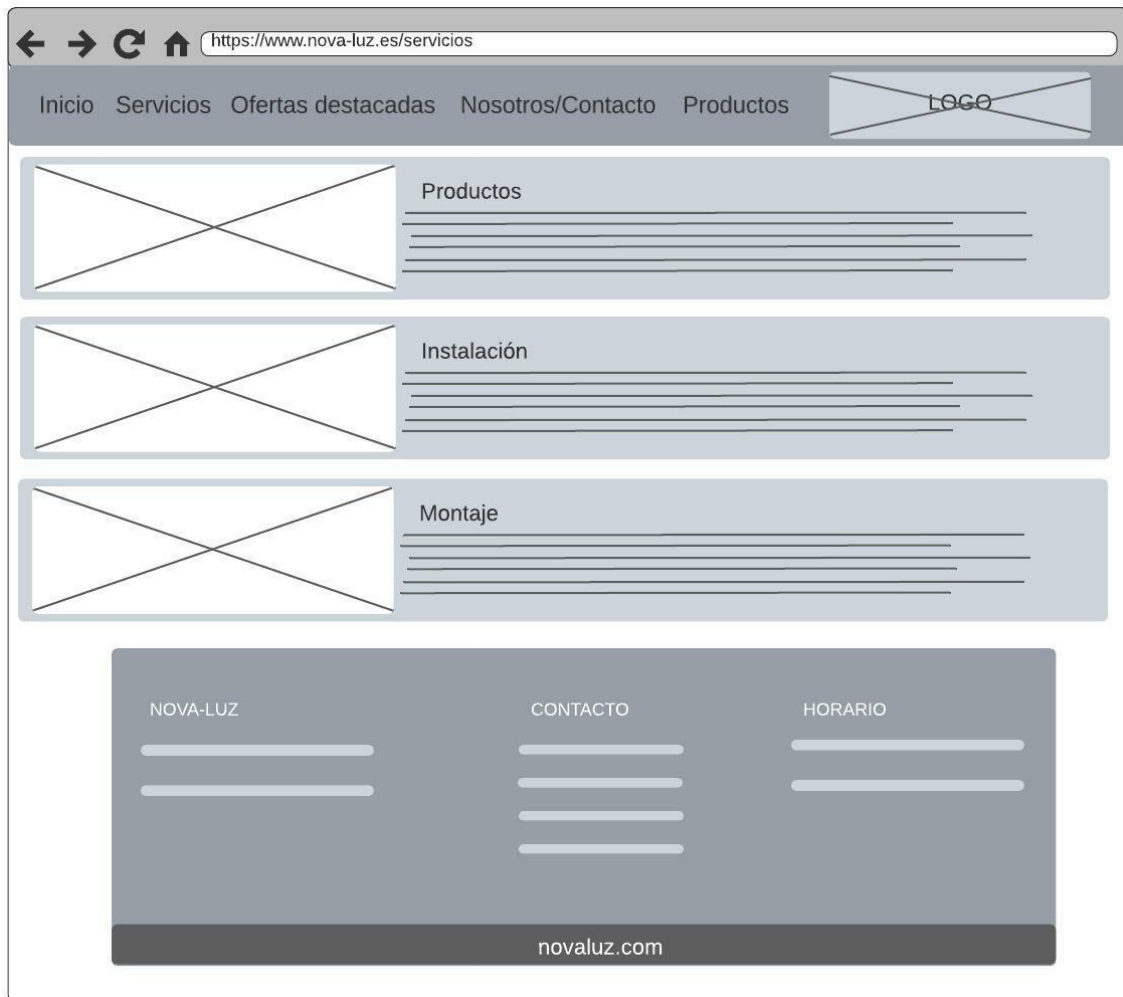 https://www.nova-luz.es/servicios
Inicio Servicios Ofertas destacadas Nosotros/Contacto Productos LOGO
Productos
Instalación
Montaje
NOVA-LUZ CONTACTO HORARIO
novaluz.com